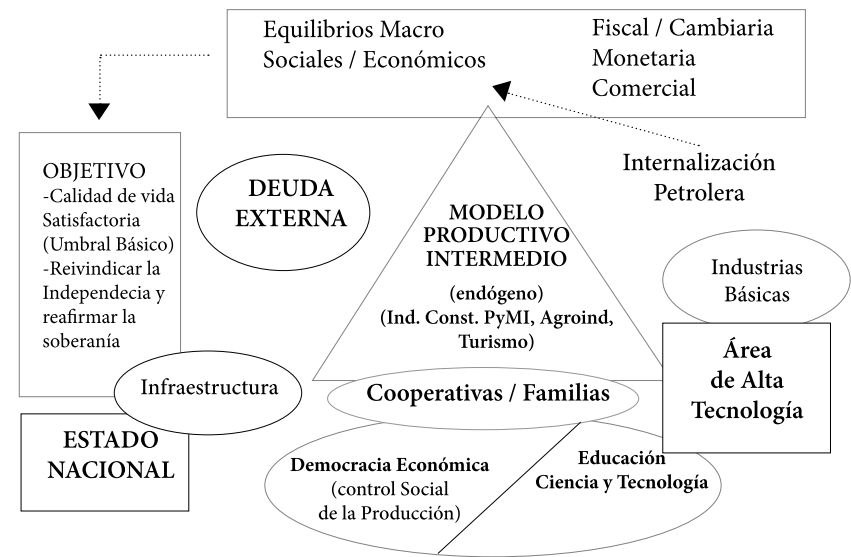 Equilibrios Macro
Sociales / Económicos
Fiscal / Cambiaria
Monetaria
Comercial
Internalización
Petrolera
OBJETIVO
-Calidad de vida
Satisfactoria
(Umbral Básico)
-Reivindicar la
Independecia y
reafirmar la
soberanía
DEUDA
EXTERNA
MODELO
PRODUCTIVO
INTERMEDIO
(endógeno)
(Ind. Const. PyMI, Agroind,
Turismo)
Industrias
Básicas
Área
de Alta
Tecnología
Infraestructura
Cooperativas / Familias
ESTADO
NACIONAL
Democracia Económica
(control Social
de la Producción)
Educación
Ciencia y Tecnología